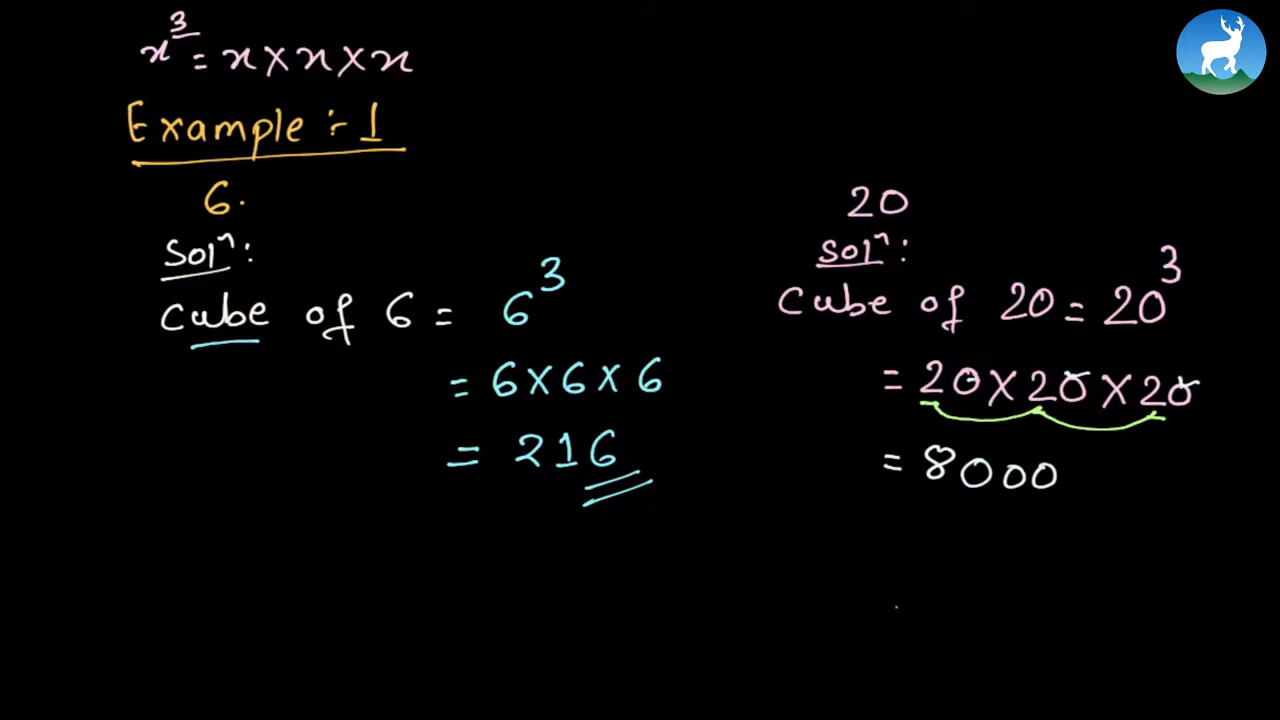 x³ = x × x × x
Example :- 1
6.
Solⁿ:
Cube of 6 = 6³
= 6 × 6 × 6
= 216
20
Solⁿ:
Cube of 20 = 20³
= 20 × 20 × 20
= 8000